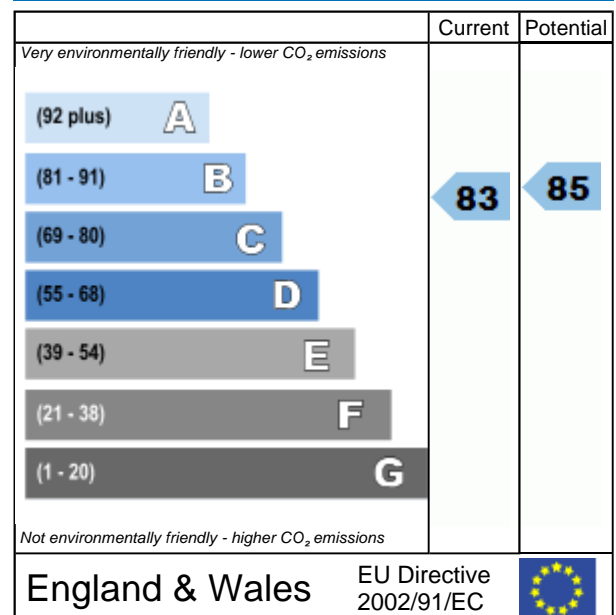 Current Potential
Very environmentally friendly - lower CO₂ emissions
(92 plus) A
(81 - 91) B
83
85
(69 - 80) C
(55 - 68) D
(39 - 54) E
(21 - 38) F
(1 - 20) G
Not environmentally friendly - higher CO₂ emissions
England & Wales
EU Directive
2002/91/EC